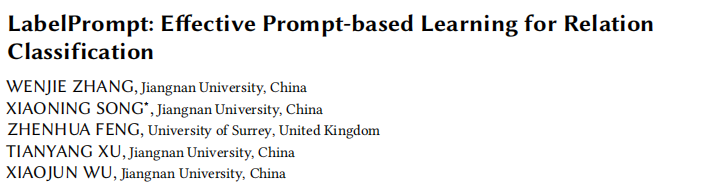 LabelPrompt: Effective Prompt-based Learning for Relation
Classification
WENJIE ZHANG, Jiangnan University, China
XIAONING SONG*, Jiangnan University, China
ZHENHUA FENG, University of Surrey, United Kingdom
TIANYANG XU, Jiangnan University, China
XIAOJUN WU, Jiangnan University, China